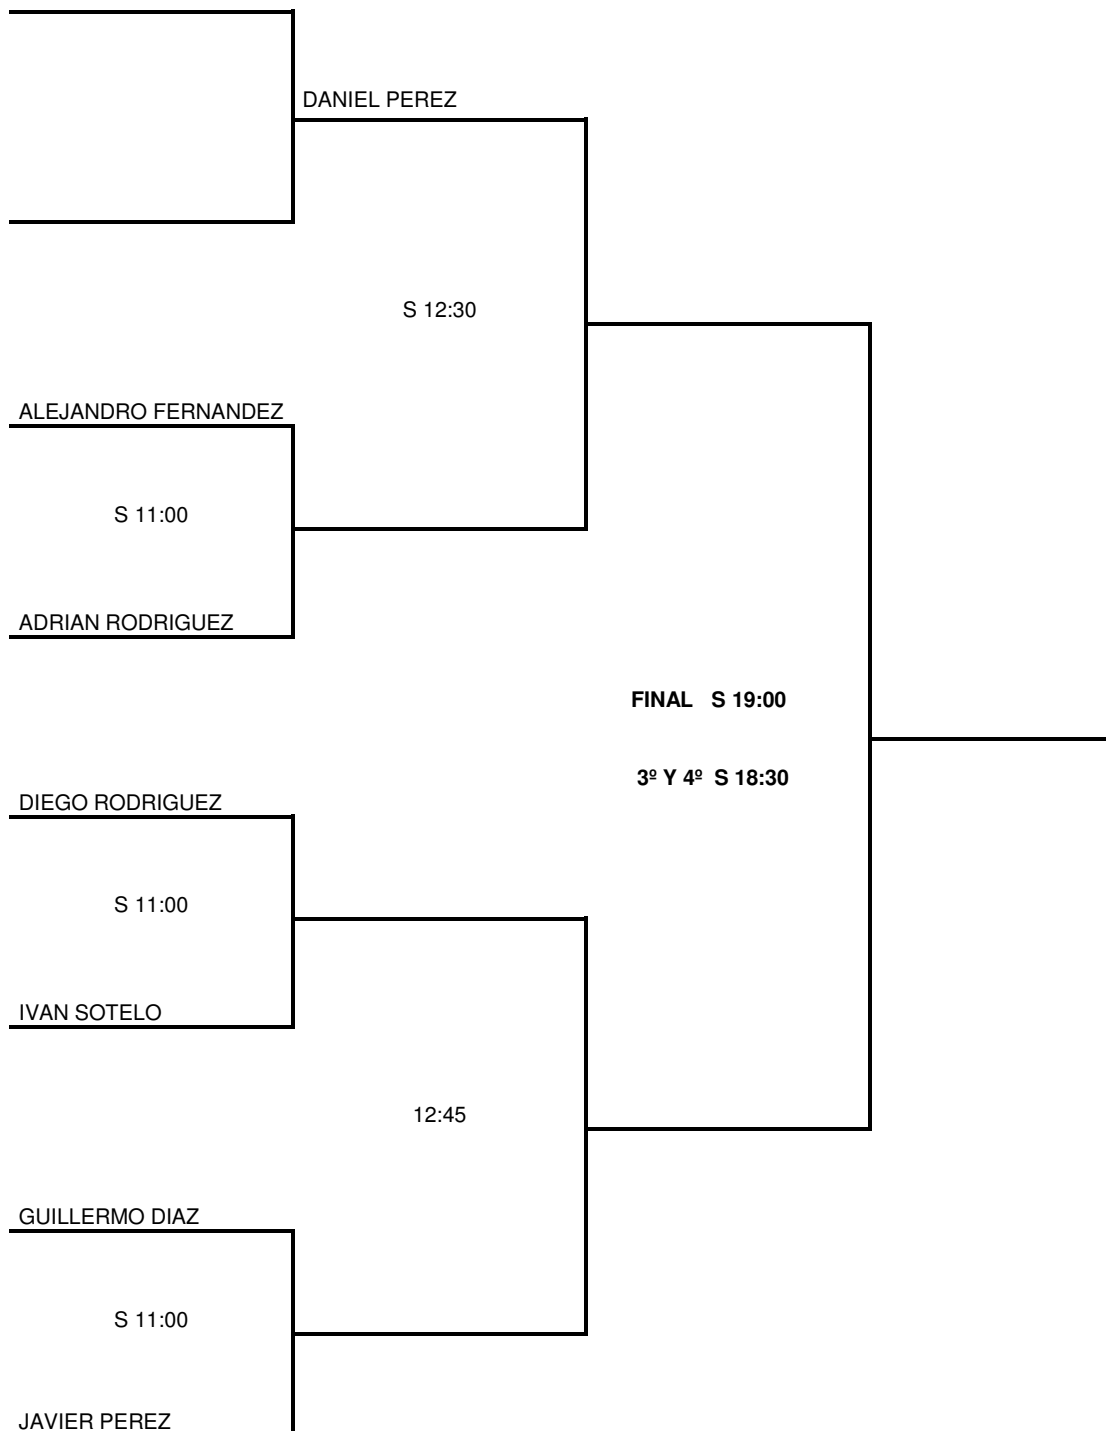 DANIEL PEREZ
S 12:30
ALEJANDRO FERNANDEZ
S 11:00
ADRIAN RODRIGUEZ
FINAL S 19:00
3º Y 4º S 18:30
DIEGO RODRIGUEZ
S 11:00
IVAN SOTELO
12:45
GUILLERMO DIAZ
S 11:00
JAVIER PEREZ